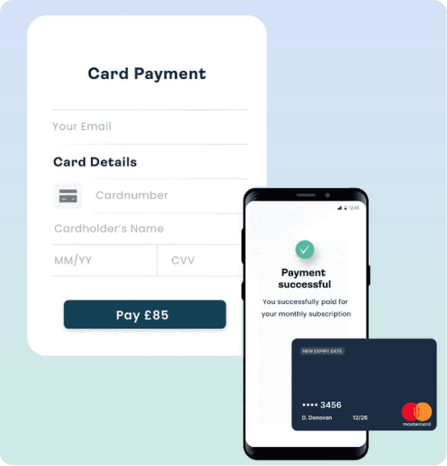 Card Payment
Your Email
Card Details
Cardnumber
Cardholder's Name
MM/YY CVV
Pay £85
12:45
Payment
successful
You successfully paid for
your monthly subscription
NEW EXPIRY DATE
•••• 3456
D. Donovan 12/26
mastercard